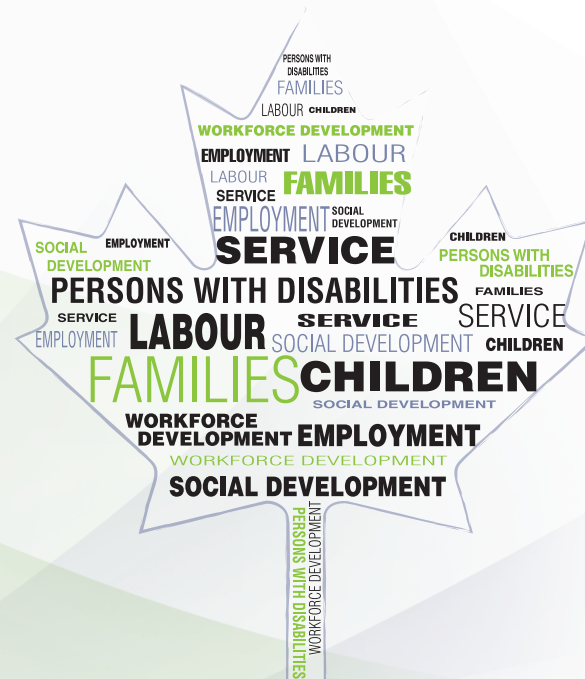 PERSONS WITH
DISABILITIES
FAMILIES
LABOUR CHILDREN
WORKFORCE DEVELOPMENT
EMPLOYMENT LABOUR
LABOUR FAMILIES
SERVICE
EMPLOYMENT SOCIAL
DEVELOPMENT
SERVICE
SOCIAL EMPLOYMENT
DEVELOPMENT
CHILDREN
PERSONS WITH
DISABILITIES
PERSONS WITH DISABILITIES FAMILIES
SERVICE LABOUR SERVICE SERVICE
EMPLOYMENT SOCIAL DEVELOPMENT CHILDREN
FAMILIES CHILDREN
SOCIAL DEVELOPMENT
WORKFORCE
DEVELOPMENT EMPLOYMENT
WORKFORCE DEVELOPMENT
SOCIAL DEVELOPMENT
PERSONS WITH DISABILITIES
WORKFORCE DEVELOPMENT